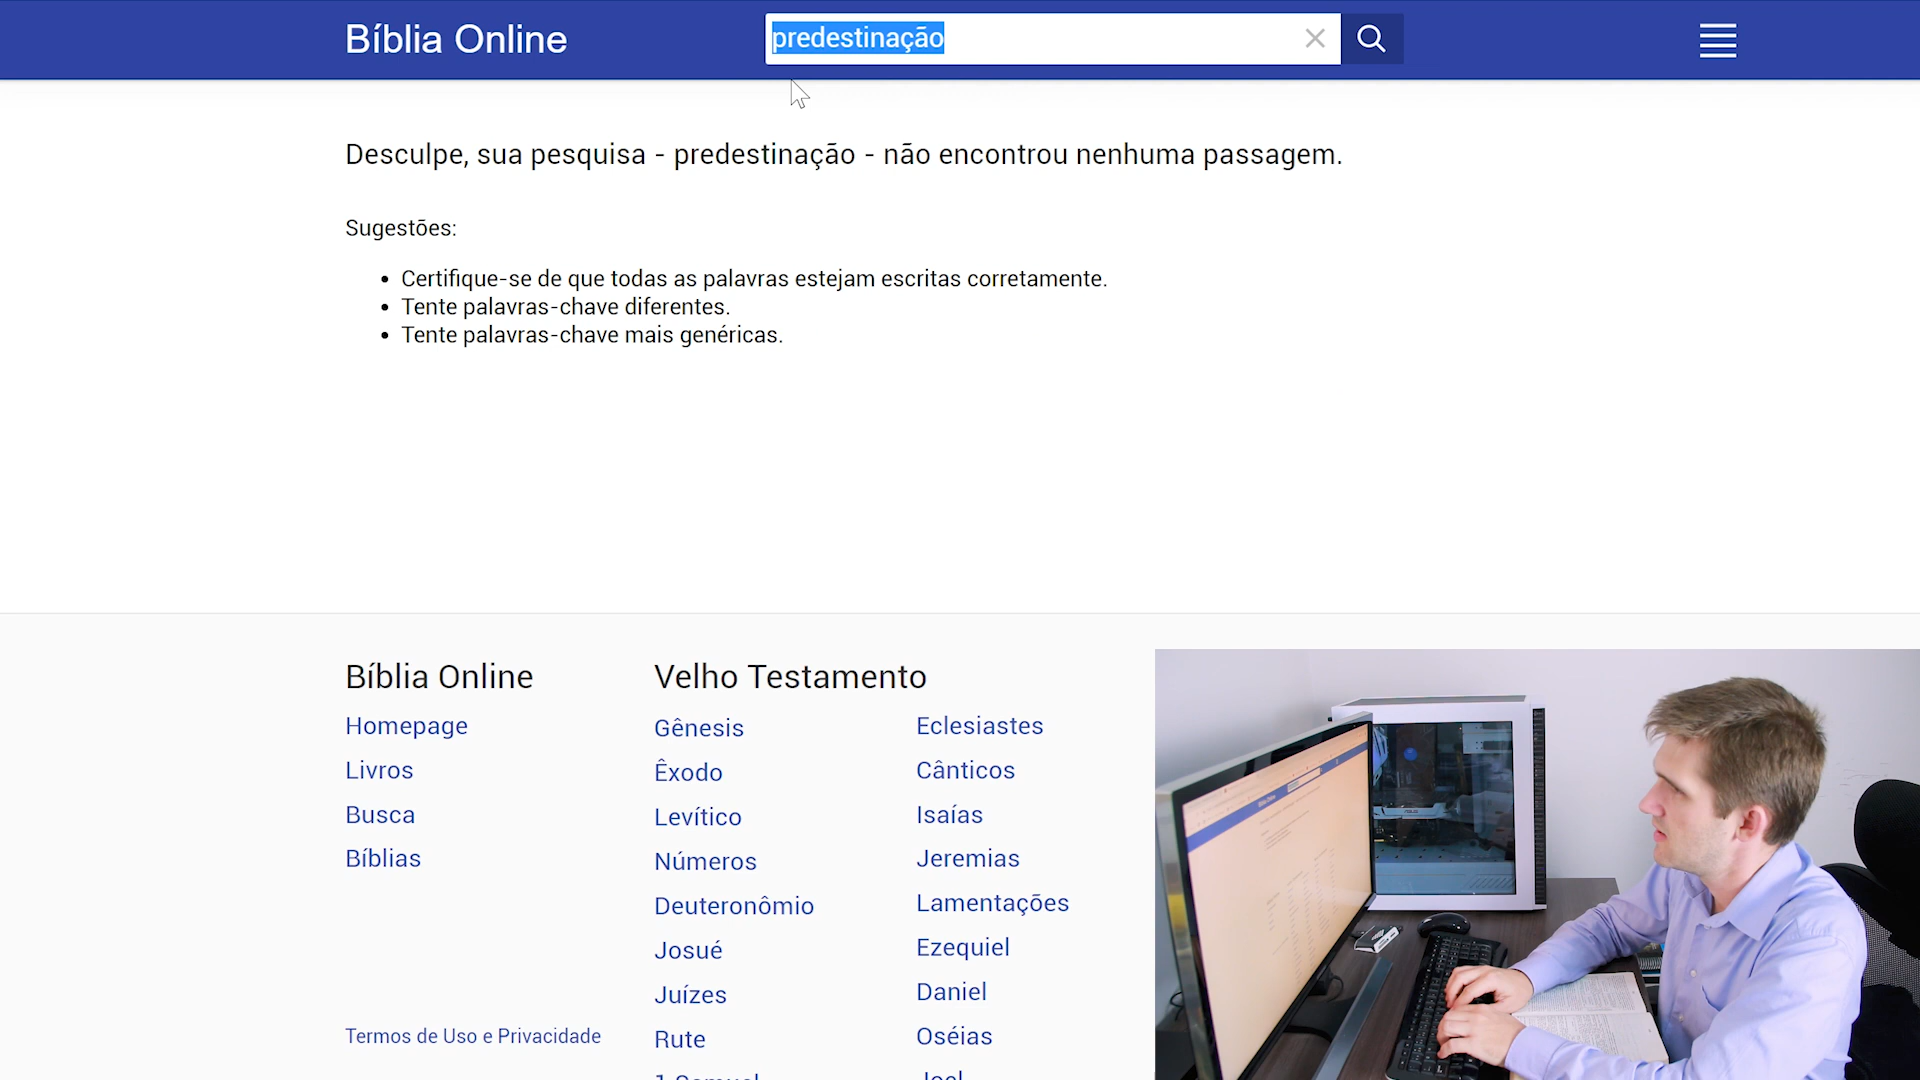 Bíblia Online
predestinação
Desculpe, sua pesquisa - predestinação - não encontrou nenhuma passagem.
Sugestões:
Certifique-se de que todas as palavras estejam escritas corretamente.
Tente palavras-chave diferentes.
Tente palavras-chave mais genéricas.
Bíblia Online
Homepage
Livros
Busca
Bíblias
Termos de Uso e Privacidade
Velho Testamento
Gênesis
Êxodo
Levítico
Números
Deuteronômio
Josué
Juízes
Rute
1 Samuel
Eclesiastes
Cânticos
Isaías
Jeremias
Lamentações
Ezequiel
Daniel
Oséias
Joel